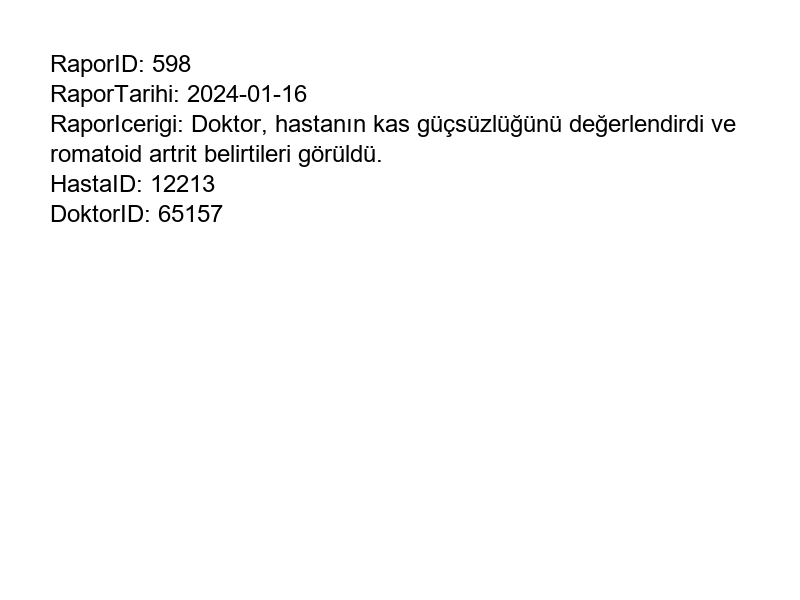 RaporID: 598
RaporTarihi: 2024-01-16
RaporIcerigi: Doktor, hastanın kas güçsüzlüğünü değerlendirdi ve
romatoid artrit belirtileri görüldü.
HastaID: 12213
DoktorID: 65157